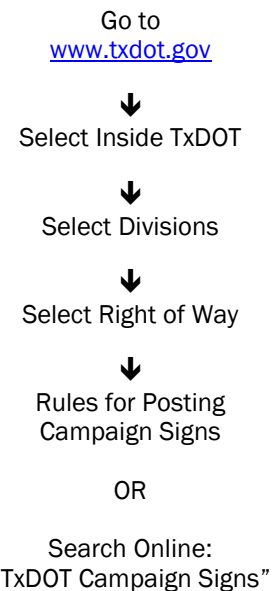 Go to
www.txdot.gov
🡻
Select Inside TxDOT
🡻
Select Divisions
🡻
Select Right of Way
🡻
Rules for Posting
Campaign Signs
OR
Search Online:
TxDOT Campaign Signs”